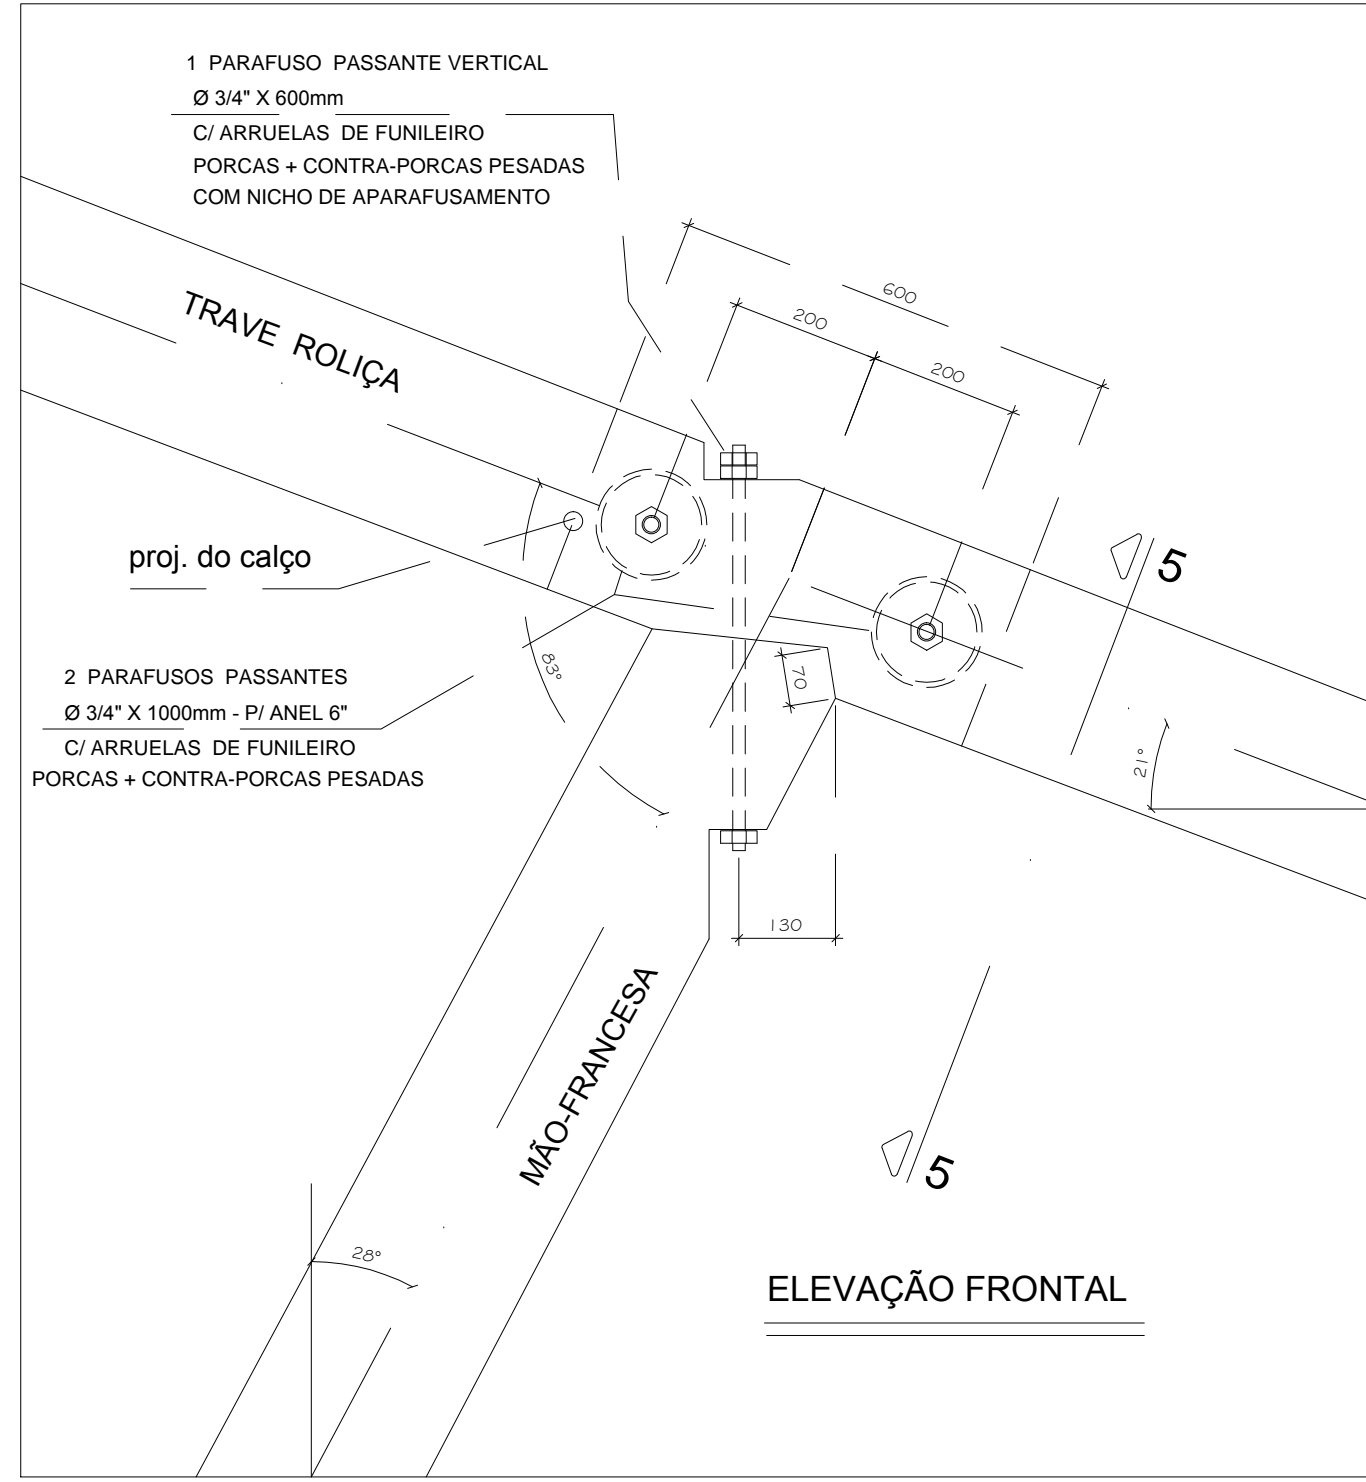 1 PARAFUSO PASSANTE VERTICAL
Ø 3/4" X 600mm
C/ ARRUELAS DE FUNILEIRO
PORCAS + CONTRA-PORCAS PESADAS
COM NICHO DE APARAFUSAMENTO
600
200
200
TRAVE ROLIÇA
5
proj. do calço
83°
70
2 PARAFUSOS PASSANTES
Ø 3/4" X 1000mm - P/ ANEL 6"
C/ ARRUELAS DE FUNILEIRO
PORCAS + CONTRA-PORCAS PESADAS
21°
130
MÃO-FRANCESA
5
28°
ELEVAÇÃO FRONTAL